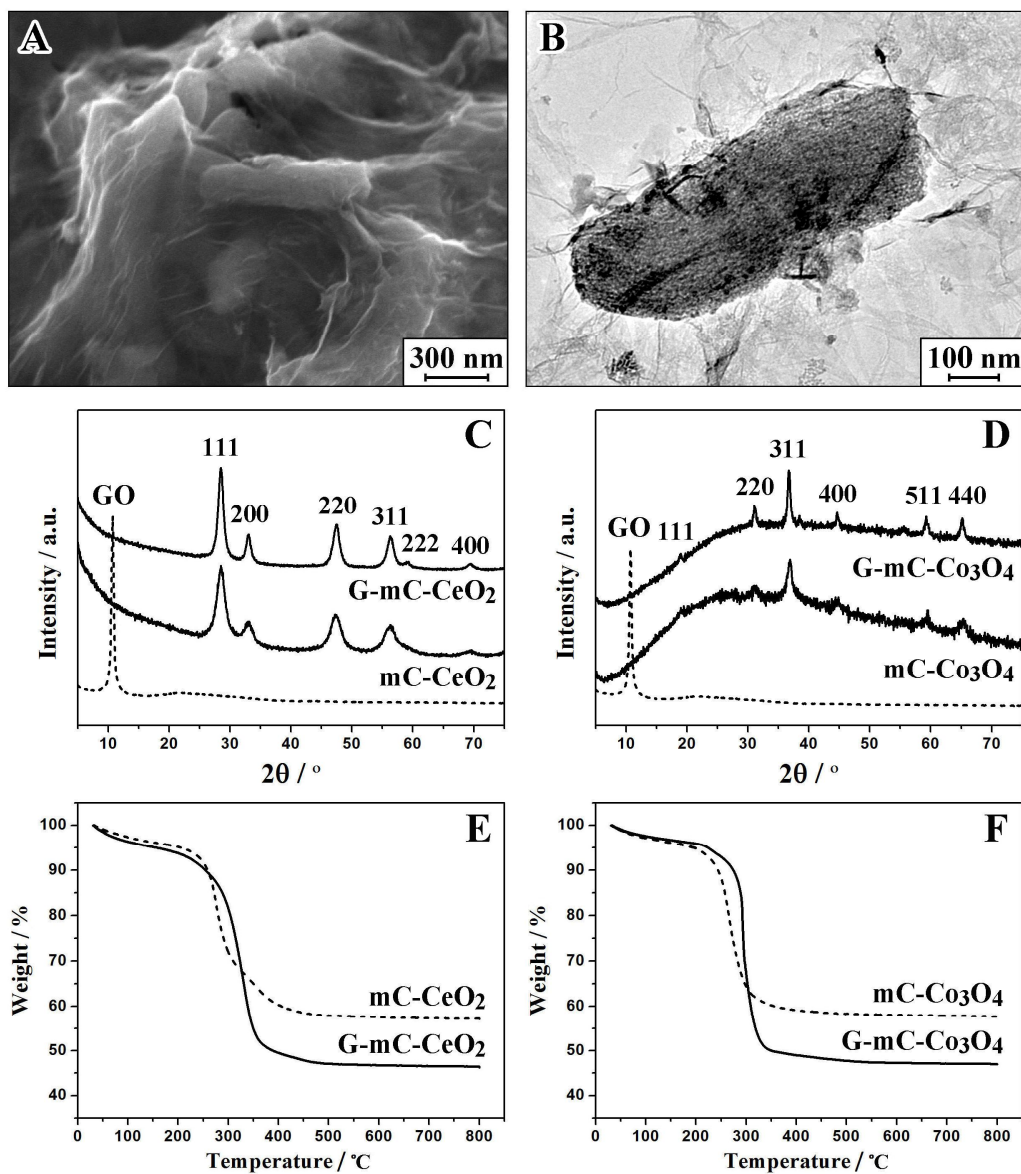 A
300 nm
B
100 nm
C
GO
111
200
220
311
222
400
G-mC-CeO₂
mC-CeO₂
Intensity / a.u.
10 20 30 40 50 60 70
2θ / °
D
GO
111
220
311
400
511
440
G-mC-Co₃O₄
mC-Co₃O₄
Intensity / a.u.
10 20 30 40 50 60 70
2θ / °
E
100
90
80
70
60
50
40
Weight / %
mC-CeO₂
G-mC-CeO₂
0 100 200 300 400 500 600 700 800
Temperature / ℃
F
100
90
80
70
60
50
40
Weight / %
mC-Co₃O₄
G-mC-Co₃O₄
0 100 200 300 400 500 600 700 800
Temperature / ℃